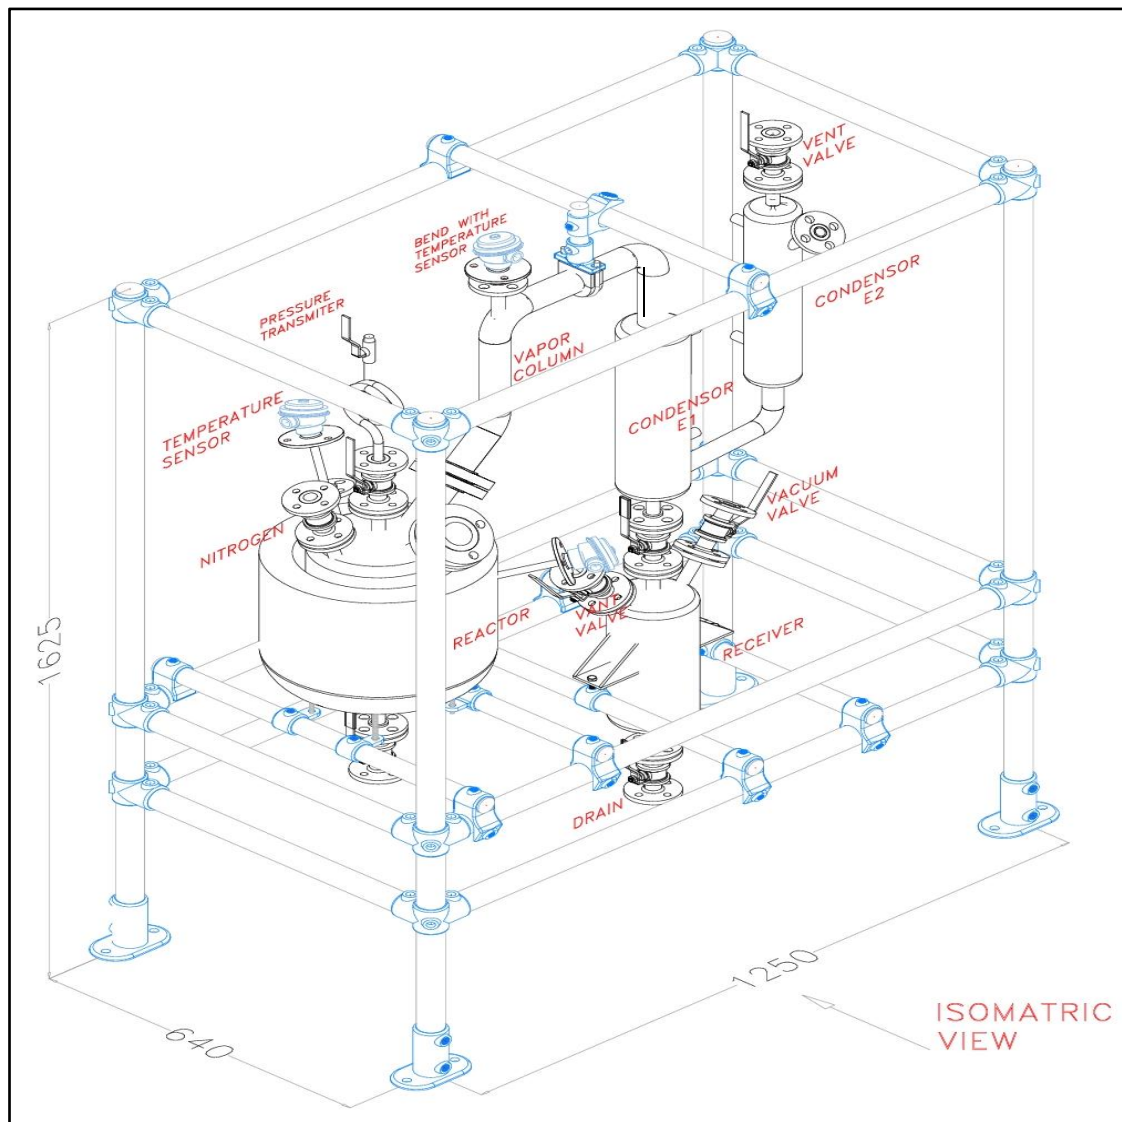 VENT
VALVE
BEND WITH
TEMPERATURE
SENSOR
CONDENSOR
E2
PRESSURE
TRANSMITER
VAPOR
COLUMN
TEMPERATURE
SENSOR
CONDENSOR
E1
VACUUM
VALVE
NITROGEN
REACTOR
VANT
VALVE
RECEIVER
1625
DRAIN
1250
640
ISOMATRIC
VIEW